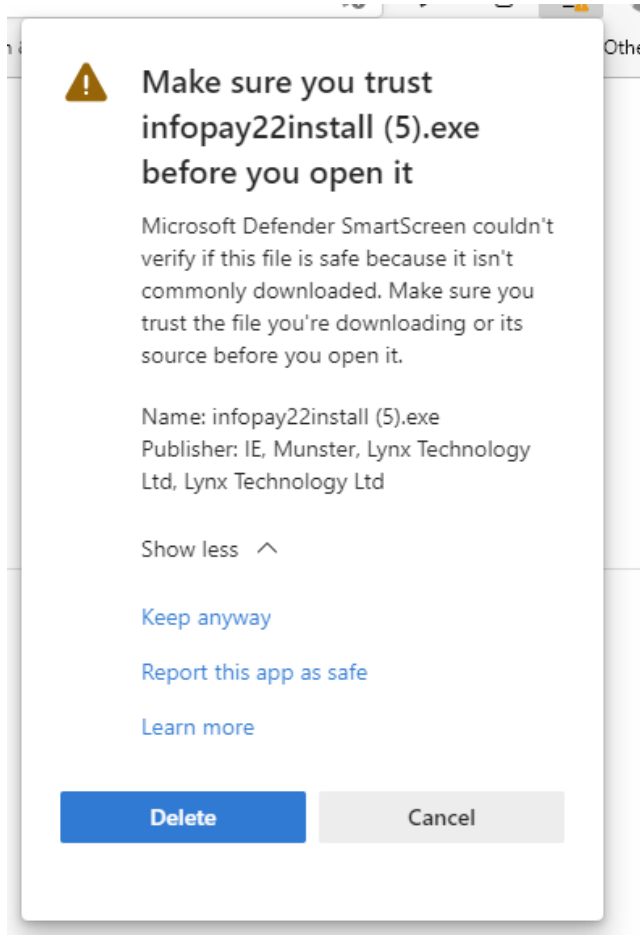 Othe
Make sure you trust
infopay22install (5).exe
before you open it
Microsoft Defender SmartScreen couldn't
verify if this file is safe because it isn't
commonly downloaded. Make sure you
trust the file you're downloading or its
source before you open it.
Name: infopay22install (5).exe
Publisher: IE, Munster, Lynx Technology
Ltd, Lynx Technology Ltd
Show less
Keep anyway
Report this app as safe
Learn more
Delete
Cancel